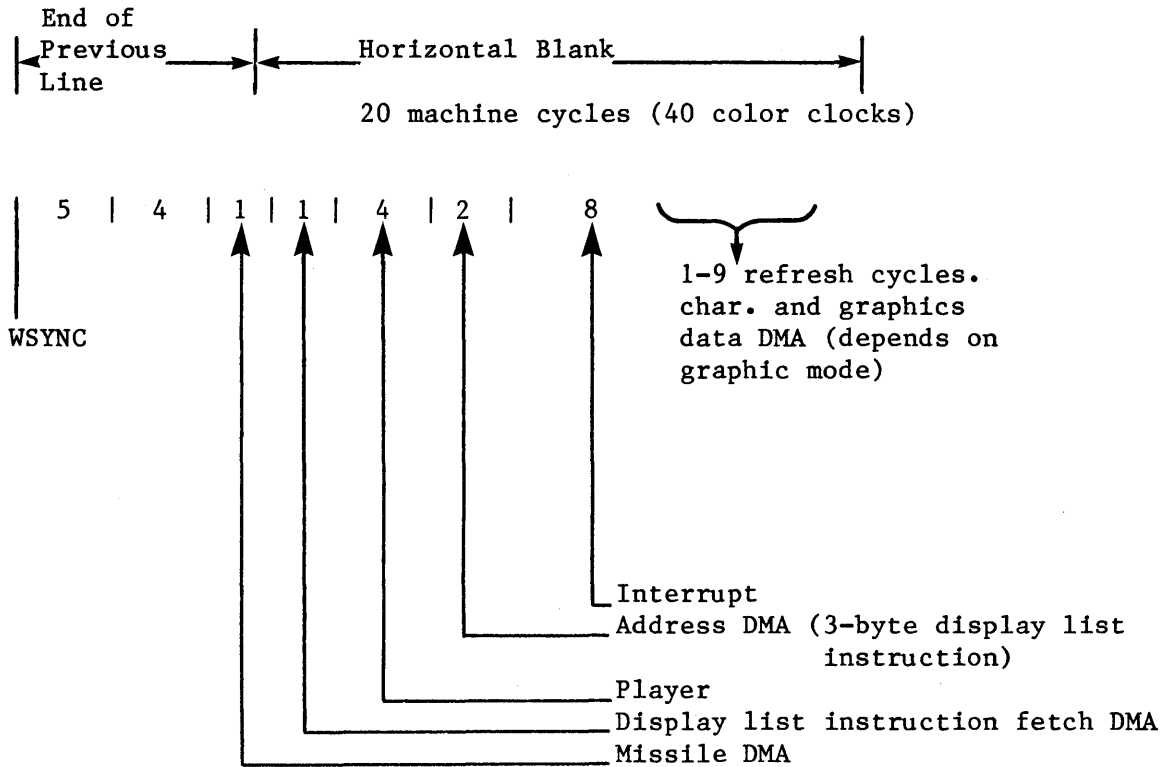 End of
Previous
Line
Horizontal Blank
20 machine cycles (40 color clocks)
5 | 4 | 1 | 1 | 4 | 2 | 8
WSYNC
1-9 refresh cycles.
char. and graphics
data DMA (depends on
graphic mode)
Interrupt
Address DMA (3-byte display list
instruction)
Player
Display list instruction fetch DMA
Missile DMA